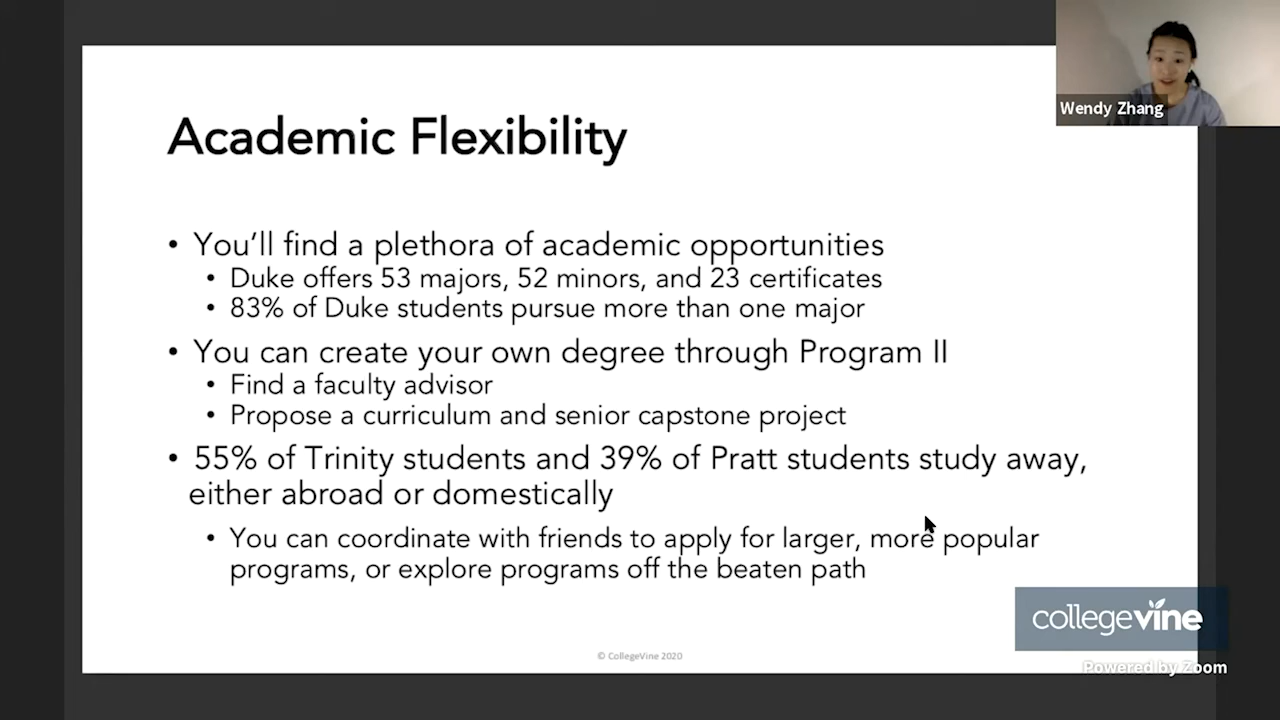 Wendy Zhang
Academic Flexibility
• You'll find a plethora of academic opportunities
• Duke offers 53 majors, 52 minors, and 23 certificates
• 83% of Duke students pursue more than one major
• You can create your own degree through Program II
• Find a faculty advisor
• Propose a curriculum and senior capstone project
• 55% of Trinity students and 39% of Pratt students study away,
either abroad or domestically
• You can coordinate with friends to apply for larger, more popular
programs, or explore programs off the beaten path
collegevine
© CollegeVine 2020
Powered by Zoom